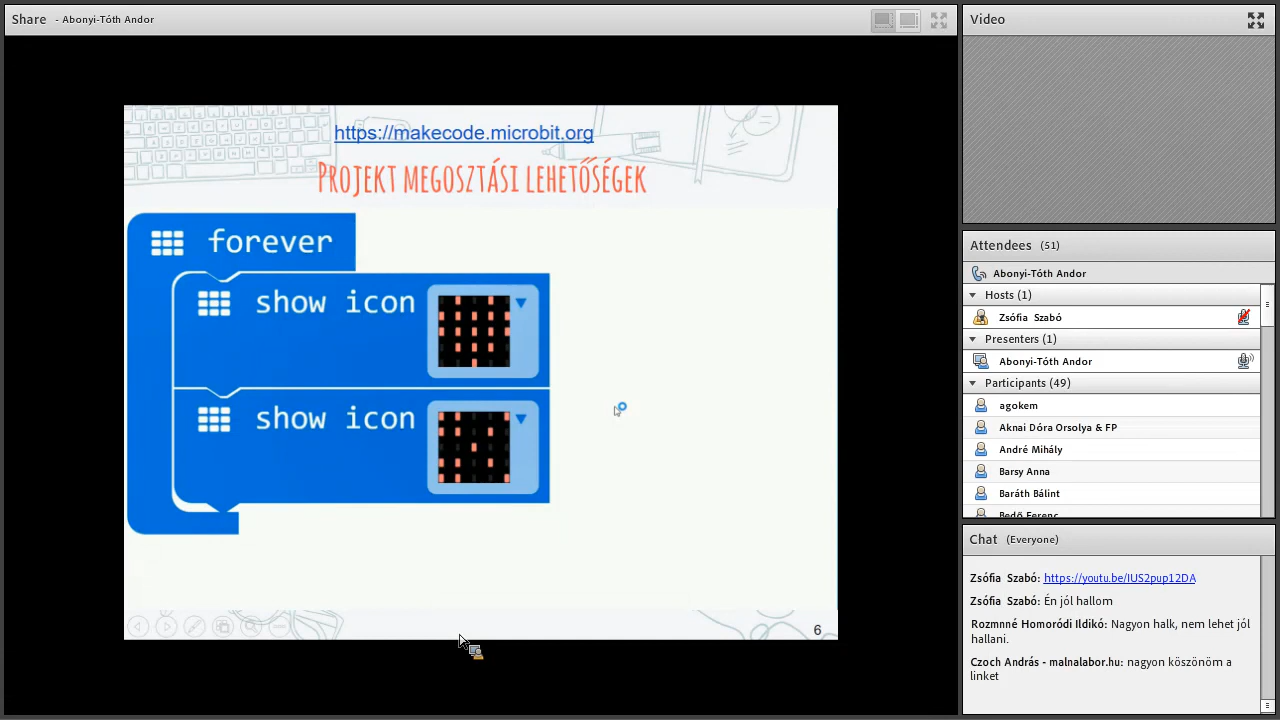 Share - Abonyi-Tóth Andor
https://makecode.microbit.org
Projekt megosztási lehetőségek
forever
show icon
show icon
6
Video
Attendees (51)
Abonyi-Tóth Andor
Hosts (1)
Zsófia Szabó
Presenters (1)
Abonyi-Tóth Andor
Participants (49)
agokem
Aknai Dóra Orsolya & FP
André Mihály
Barsy Anna
Baráth Bálint
Bedő Ferenc
Chat (Everyone)
Zsófia Szabó: https://youtu.be/IUS2pup12DA
Zsófia Szabó: Én jól hallom
Rozmnné Homoródi Ildikó: Nagyon halk, nem lehet jól
hallani.
Czoch András - malnalabor.hu: nagyon köszönöm a
linket